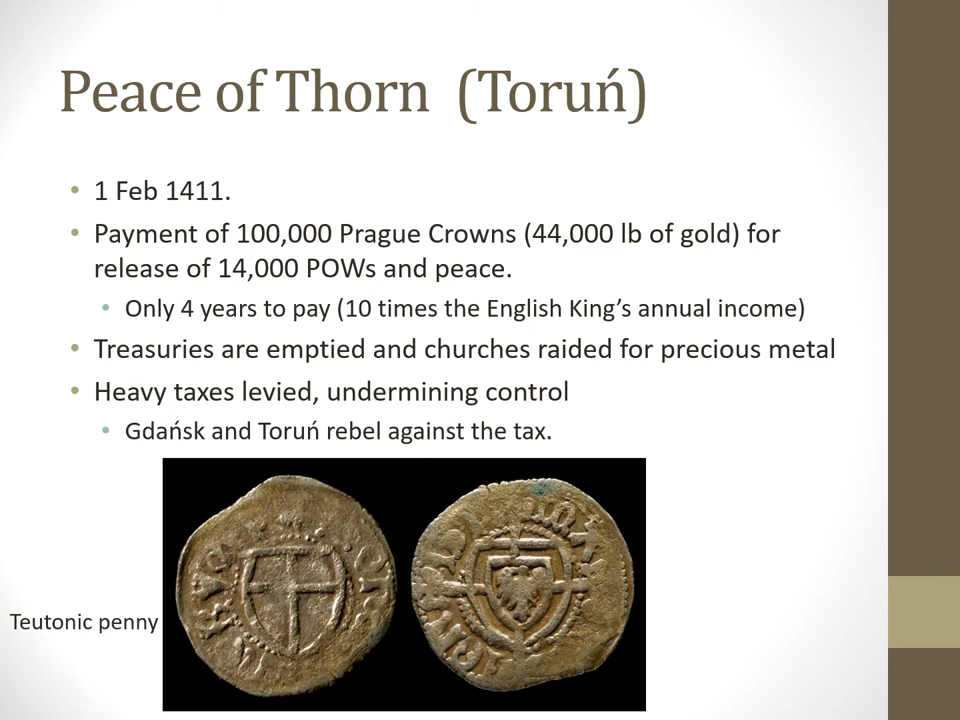 Peace of Thorn (Toruń)
• 1 Feb 1411.
• Payment of 100,000 Prague Crowns (44,000 lb of gold) for
release of 14,000 POWs and peace.
• Only 4 years to pay (10 times the English King's annual income)
• Treasuries are emptied and churches raided for precious metal
• Heavy taxes levied, undermining control
• Gdańsk and Toruń rebel against the tax.
Teutonic penny